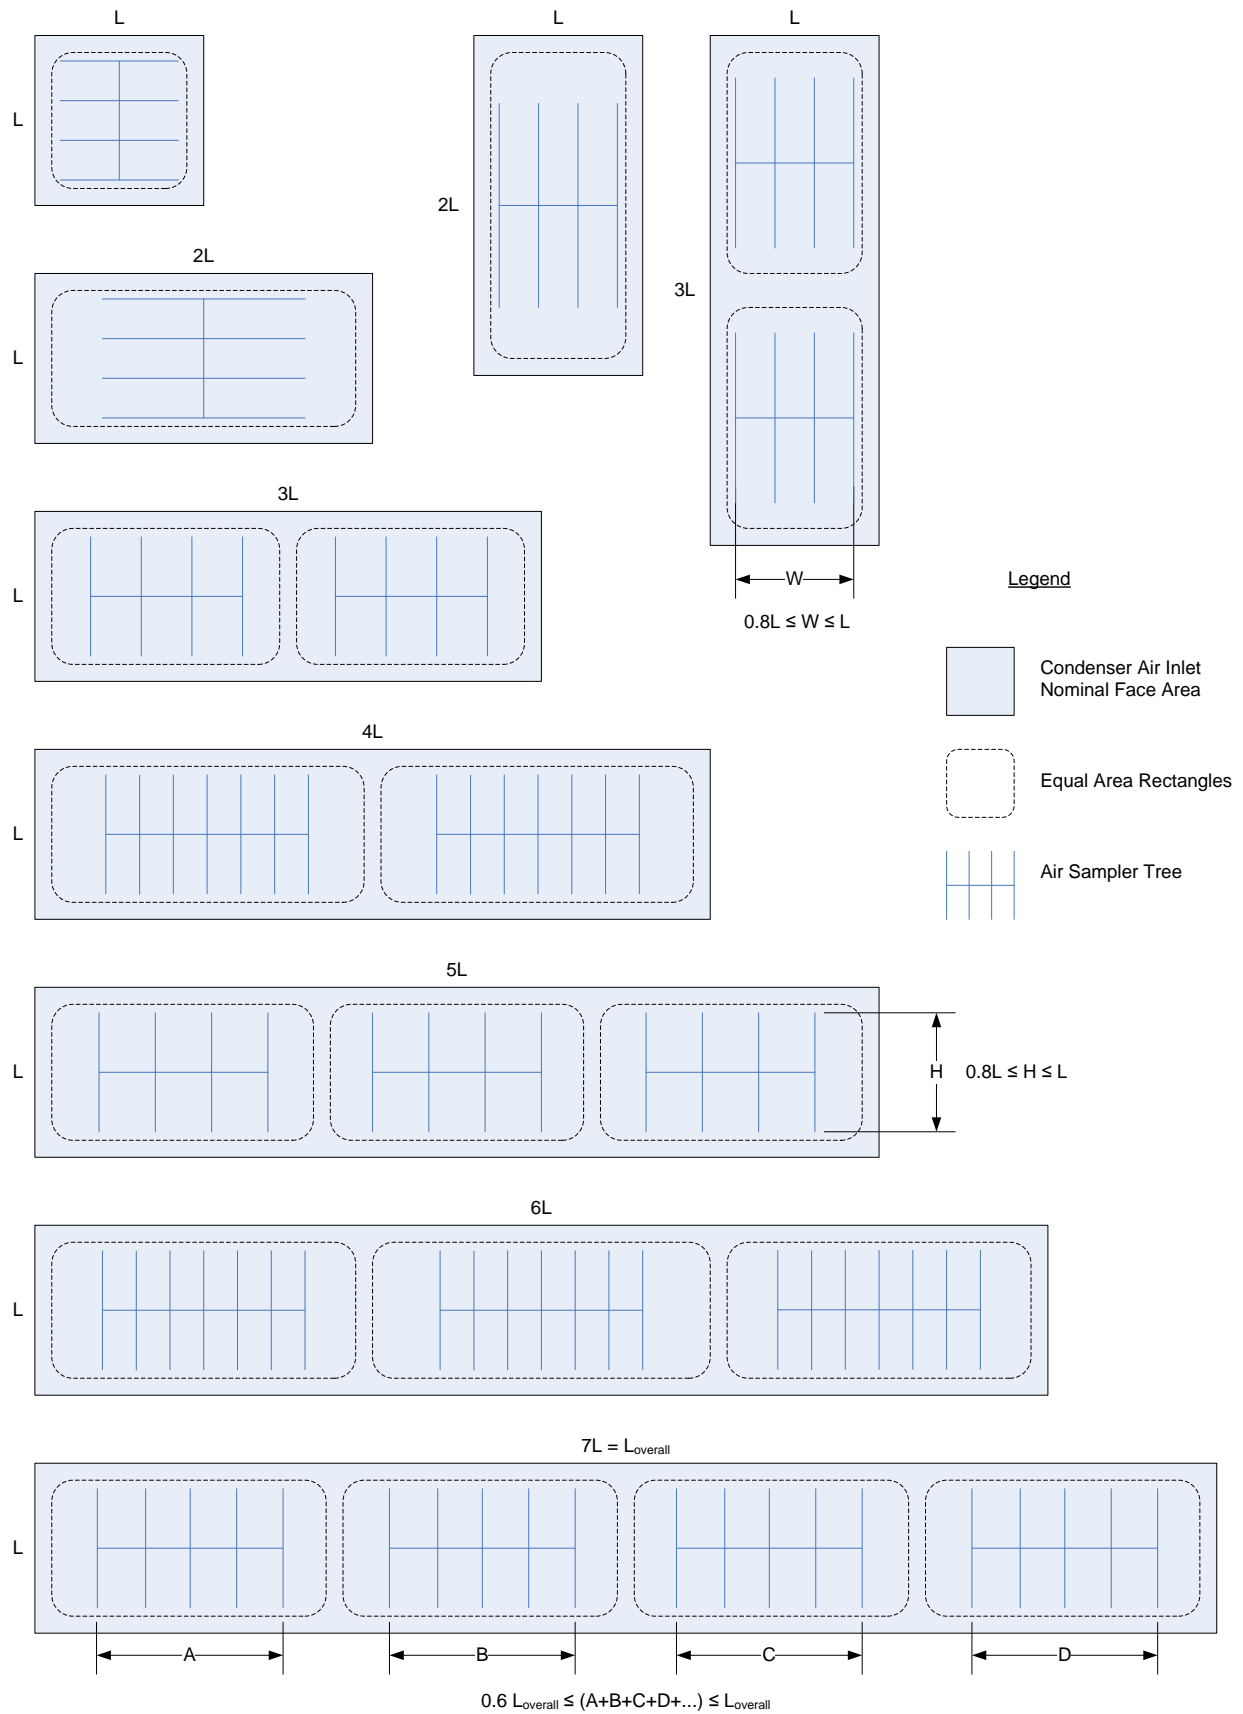 L
L
L
L
2L
3L
2L
L
3L
L
W
0.8L ≤ W ≤ L
Legend
Condenser Air Inlet
Nominal Face Area
Equal Area Rectangles
Air Sampler Tree
4L
L
5L
L
H
0.8L ≤ H ≤ L
6L
L
7L = Loverall
L
A
B
C
D
0.6 Loverall ≤ (A+B+C+D+...) ≤ Loverall